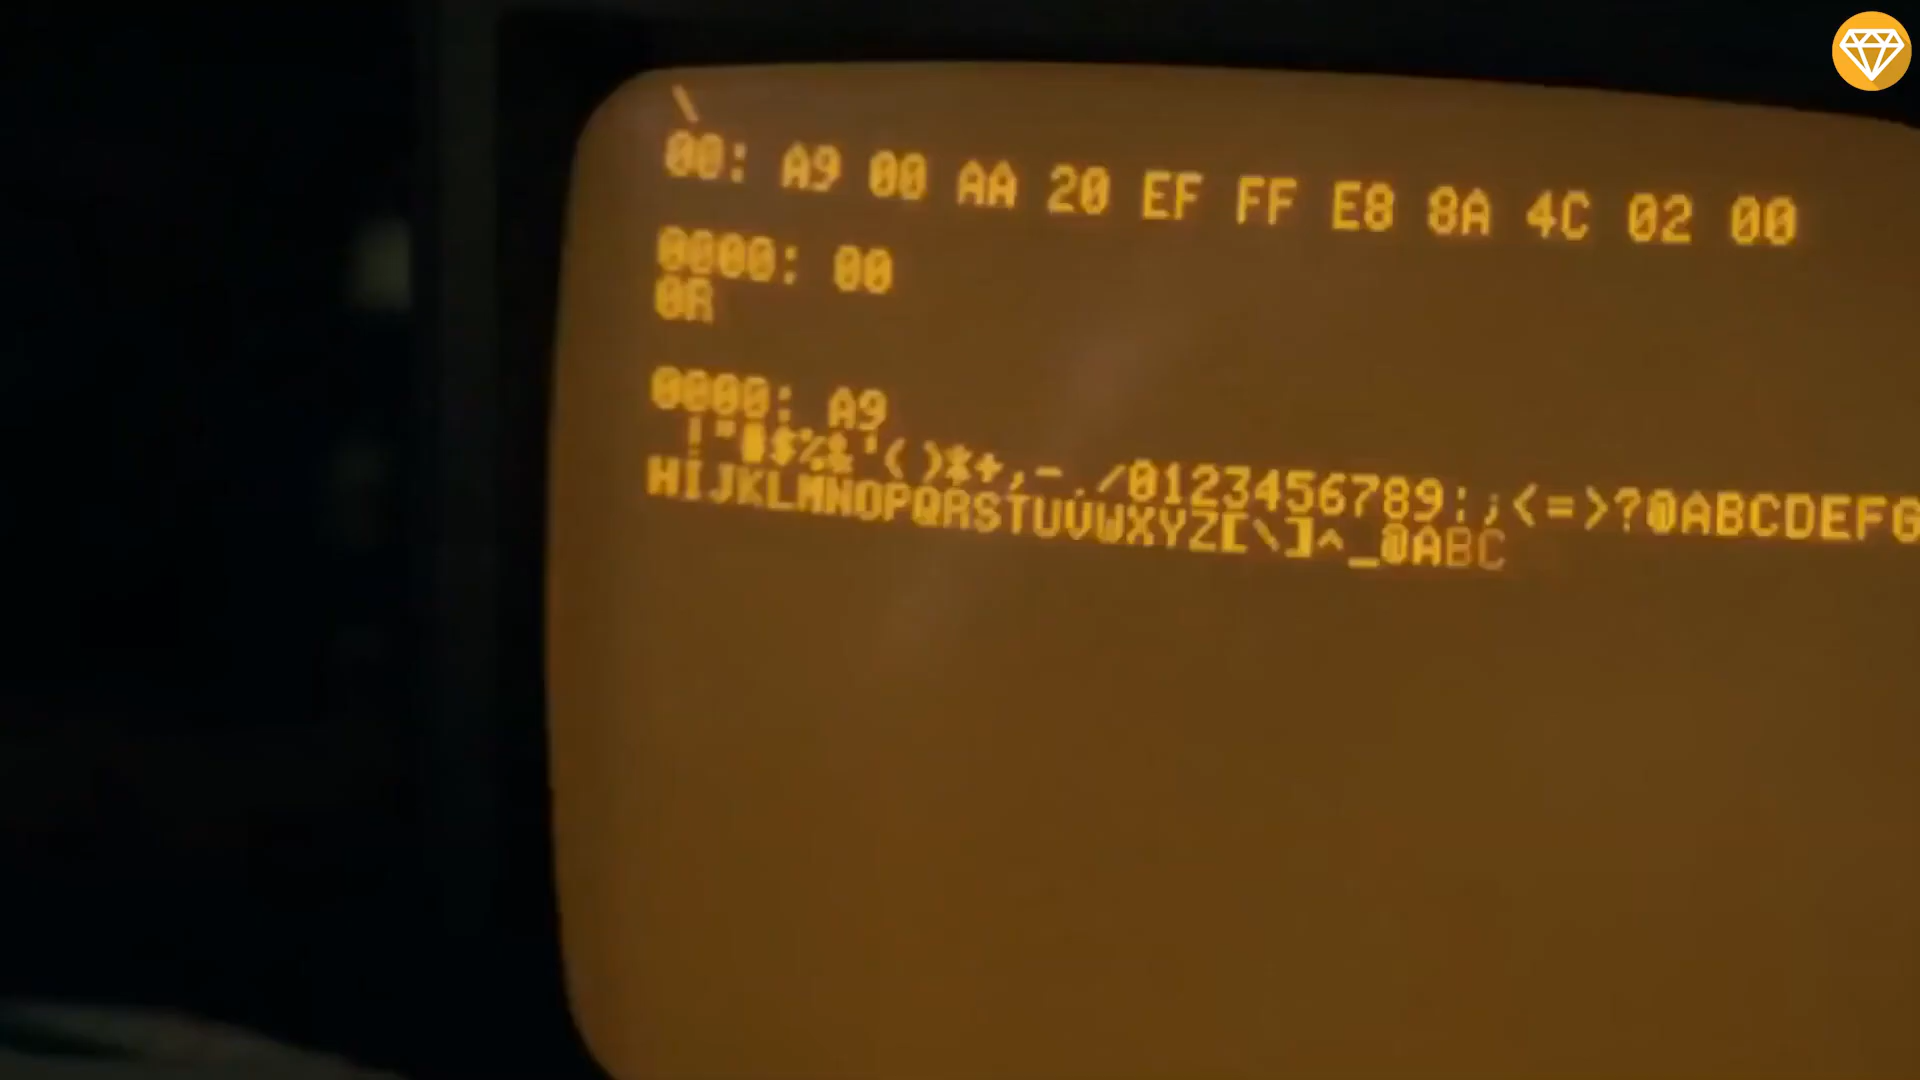 \
00: A9 00 AA 20 EF FF E8 8A 4C 02 00
0000: 00
0R
0000: A9
!"#$%&'()*+,-./0123456789:;<=>?@ABCDEFG
HIJKLMNOPQRSTUVWXYZ[\]^_@ABC